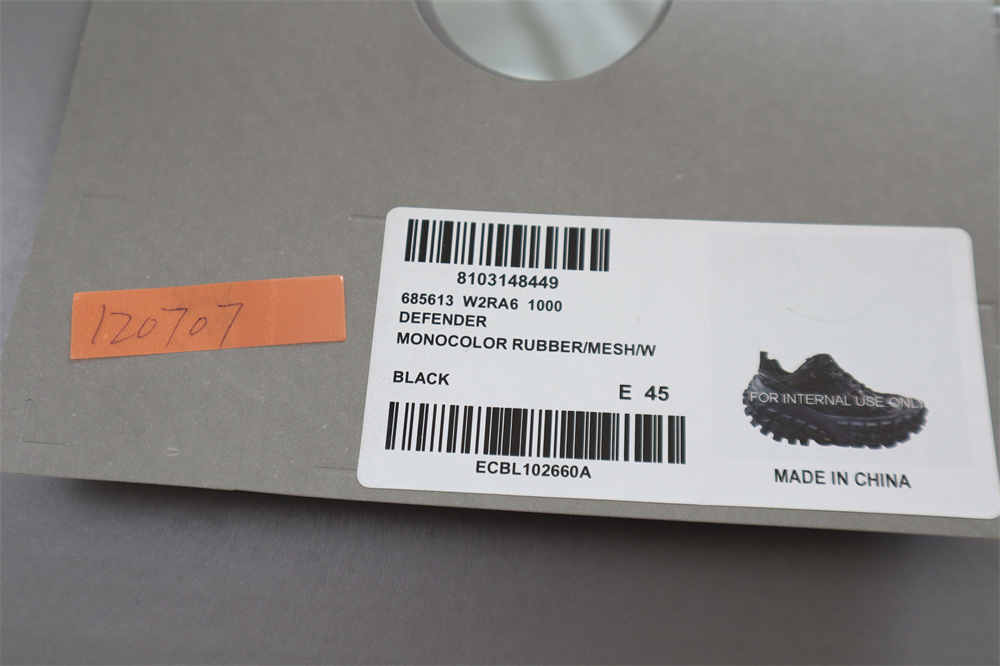 8103148449
685613 W2RA6 1000
DEFENDER
MONOCOLOR RUBBER/MESH/W
BLACK
E 45
ECBL102660A
FOR INTERNAL USE ONLY
MADE IN CHINA
120707